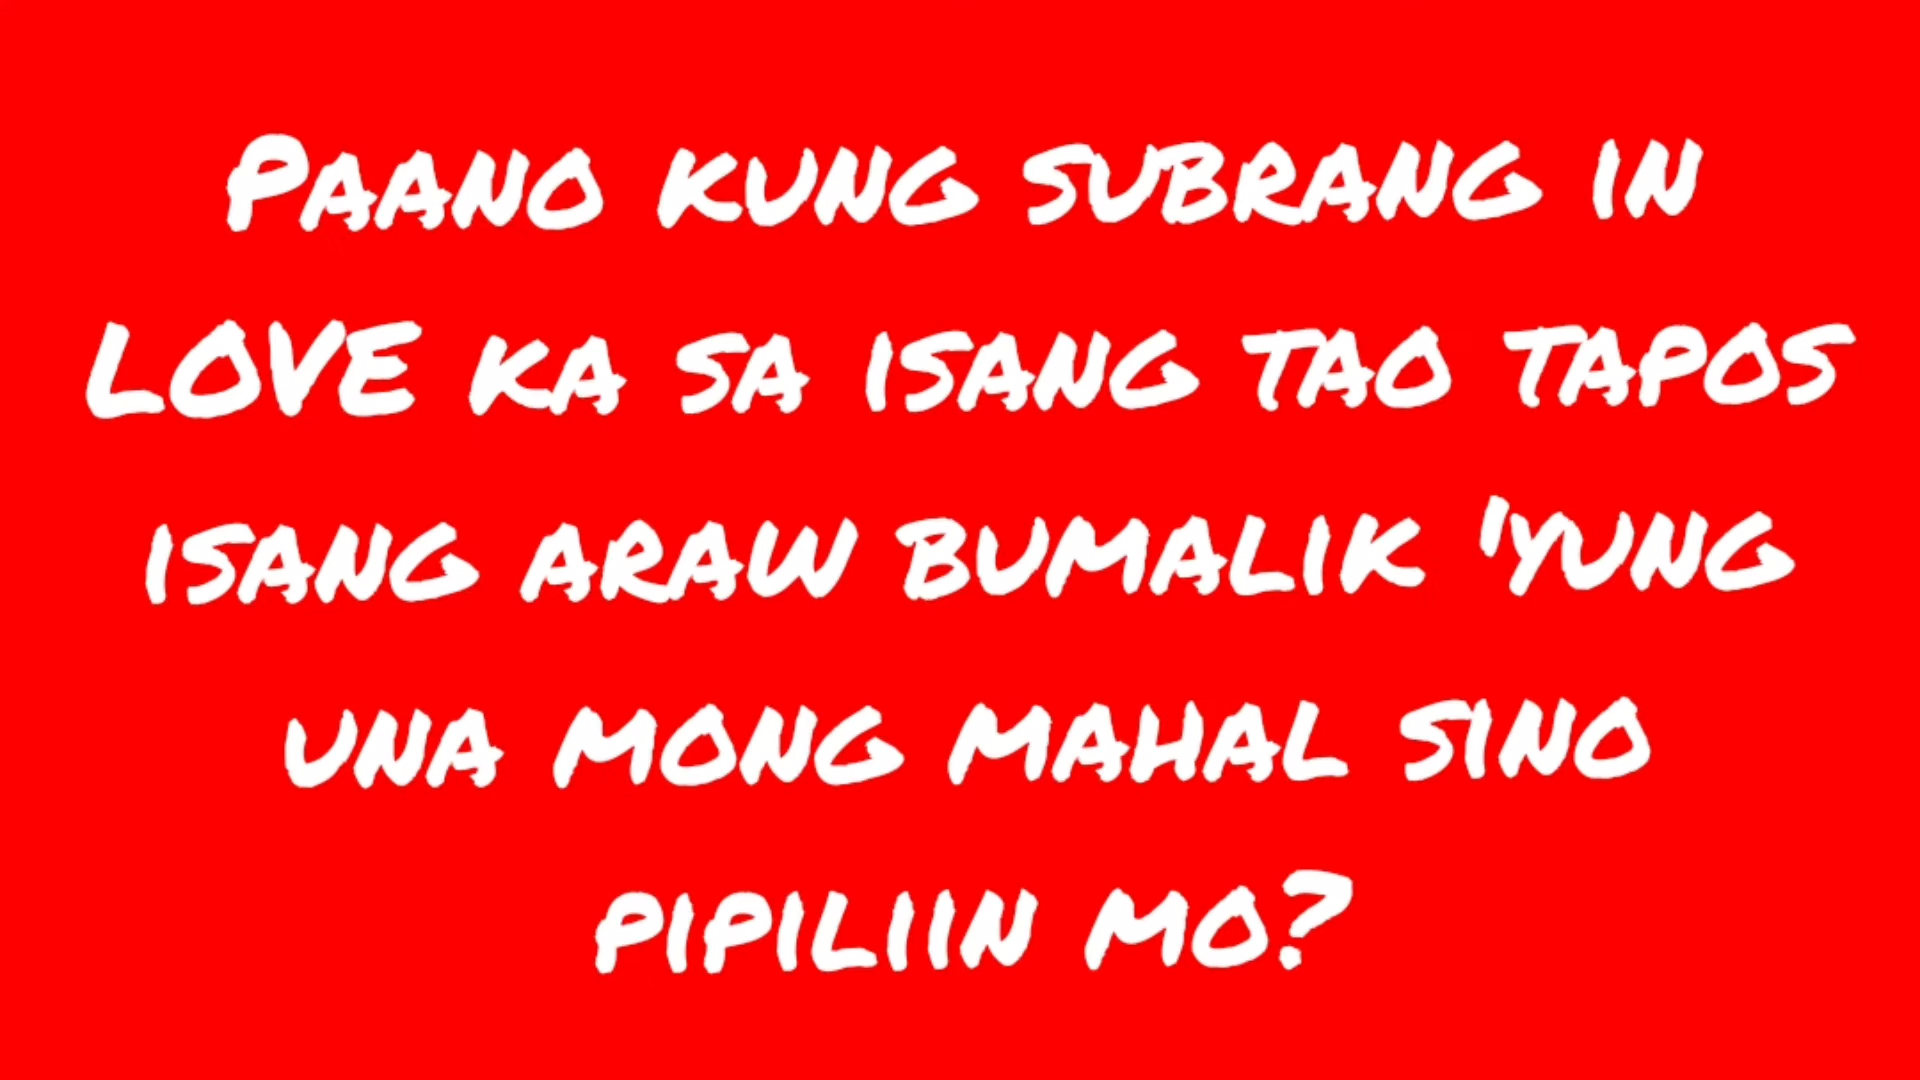 Paano kung subrang in
LOVE ka sa isang tao tapos
isang araw bumalik 'yung
una mong mahal sino
pipiliin mo?